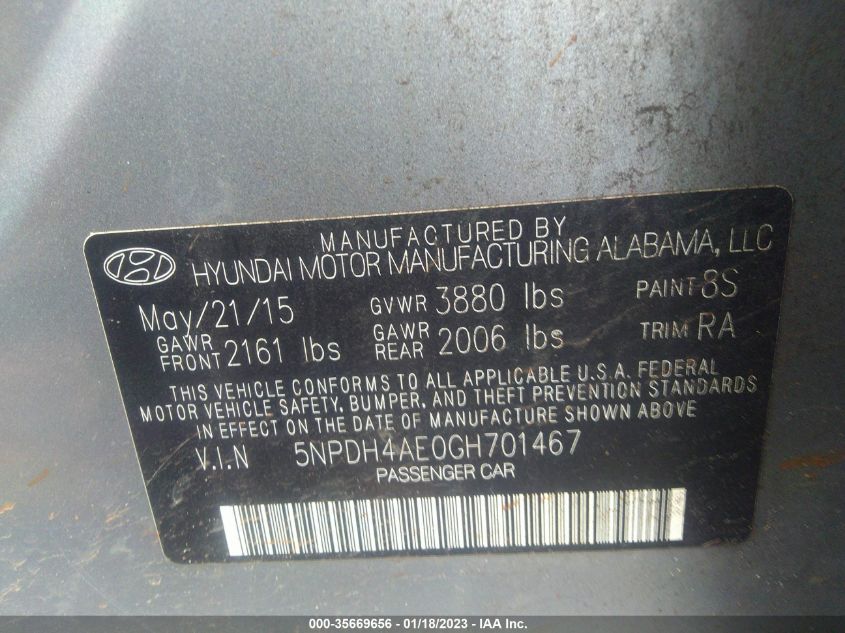 MANUFACTURED BY
HYUNDAI MOTOR MANUFACTURING ALABAMA, LLC
May/21/15 GVWR 3880 lbs PAINT 8S
GAWR FRONT 2161 lbs GAWR REAR 2006 lbs TRIM RA
THIS VEHICLE CONFORMS TO ALL APPLICABLE U.S.A. FEDERAL
MOTOR VEHICLE SAFETY, BUMPER, AND THEFT PREVENTION STANDARDS
IN EFFECT ON THE DATE OF MANUFACTURE SHOWN ABOVE
V.I.N 5NPDH4AE0GH701467
PASSENGER CAR
000-35669656 - 01/18/2023 - IAA Inc.